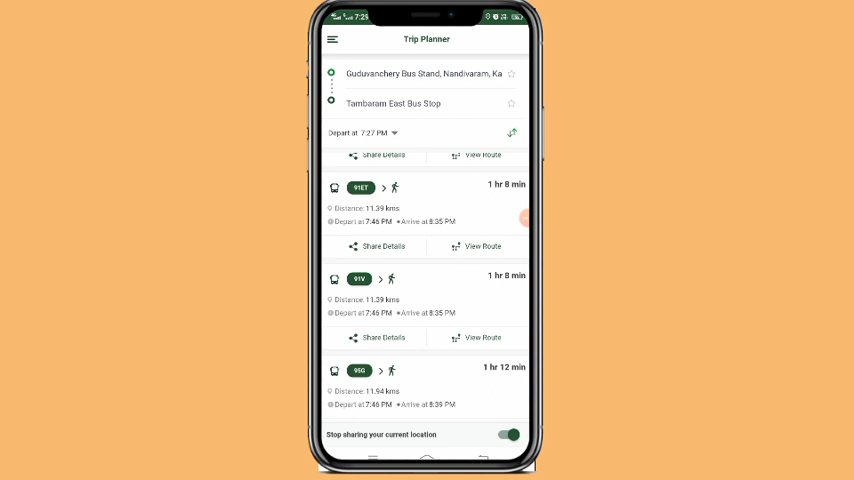 7:29
Trip Planner
Guduvanchery Bus Stand, Nandivaram, Ka
Tambaram East Bus Stop
Depart at 7:27 PM
Share Details View Route
91ET 1 hr 8 min
Distance: 11.39 kms
Depart at 7:46 PM Arrive at 8:35 PM
Share Details View Route
91V 1 hr 8 min
Distance: 11.39 kms
Depart at 7:46 PM Arrive at 8:35 PM
Share Details View Route
95G 1 hr 12 min
Distance: 11.94 kms
Depart at 7:46 PM Arrive at 8:39 PM
Stop sharing your current location